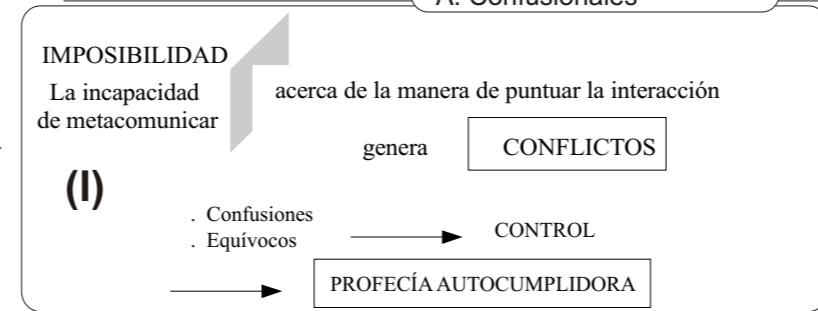 A. Confusionales
IMPOSIBILIDAD
La incapacidad
de metacomunicar
acerca de la manera de puntuar la interacción
genera
CONFLICTOS
(I)
. Confusiones
. Equívocos
CONTROL
PROFECÍA AUTOCUMPLIDORA